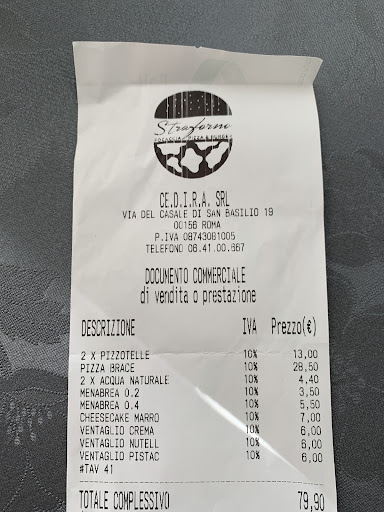 Straforno
FOCACCIA PIZZA & BURGER
CE.D.I.R.A. SRL
VIA DEL CASALE DI SAN BASILIO 19
00156 ROMA
P.IVA 08743081005
TELEFONO 06.41.00.667
DOCUMENTO COMMERCIALE
di vendita o prestazione
DESCRIZIONE IVA Prezzo(€)
2 X PIZZOTELLE 10% 13,00
PIZZA BRACE 10% 28,50
2 X ACQUA NATURALE 10% 4,40
MENABREA 0.2 10% 3,50
MENABREA 0.4 10% 5,50
CHEESECAKE MARRO 10% 7,00
VENTAGLIO CREMA 10% 6,00
VENTAGLIO NUTELL 10% 6,00
VENTAGLIO PISTAC 10% 6,00
#TAV 41
TOTALE COMPLESSIVO 79,90